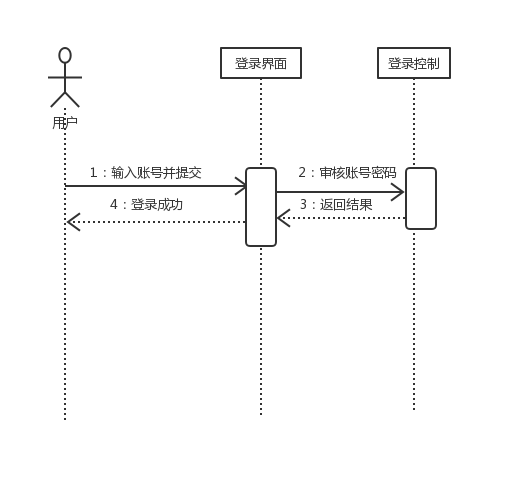 登录界面
登录控制
用户
1：输入账号并提交
2：审核账号密码
4：登录成功
3：返回结果